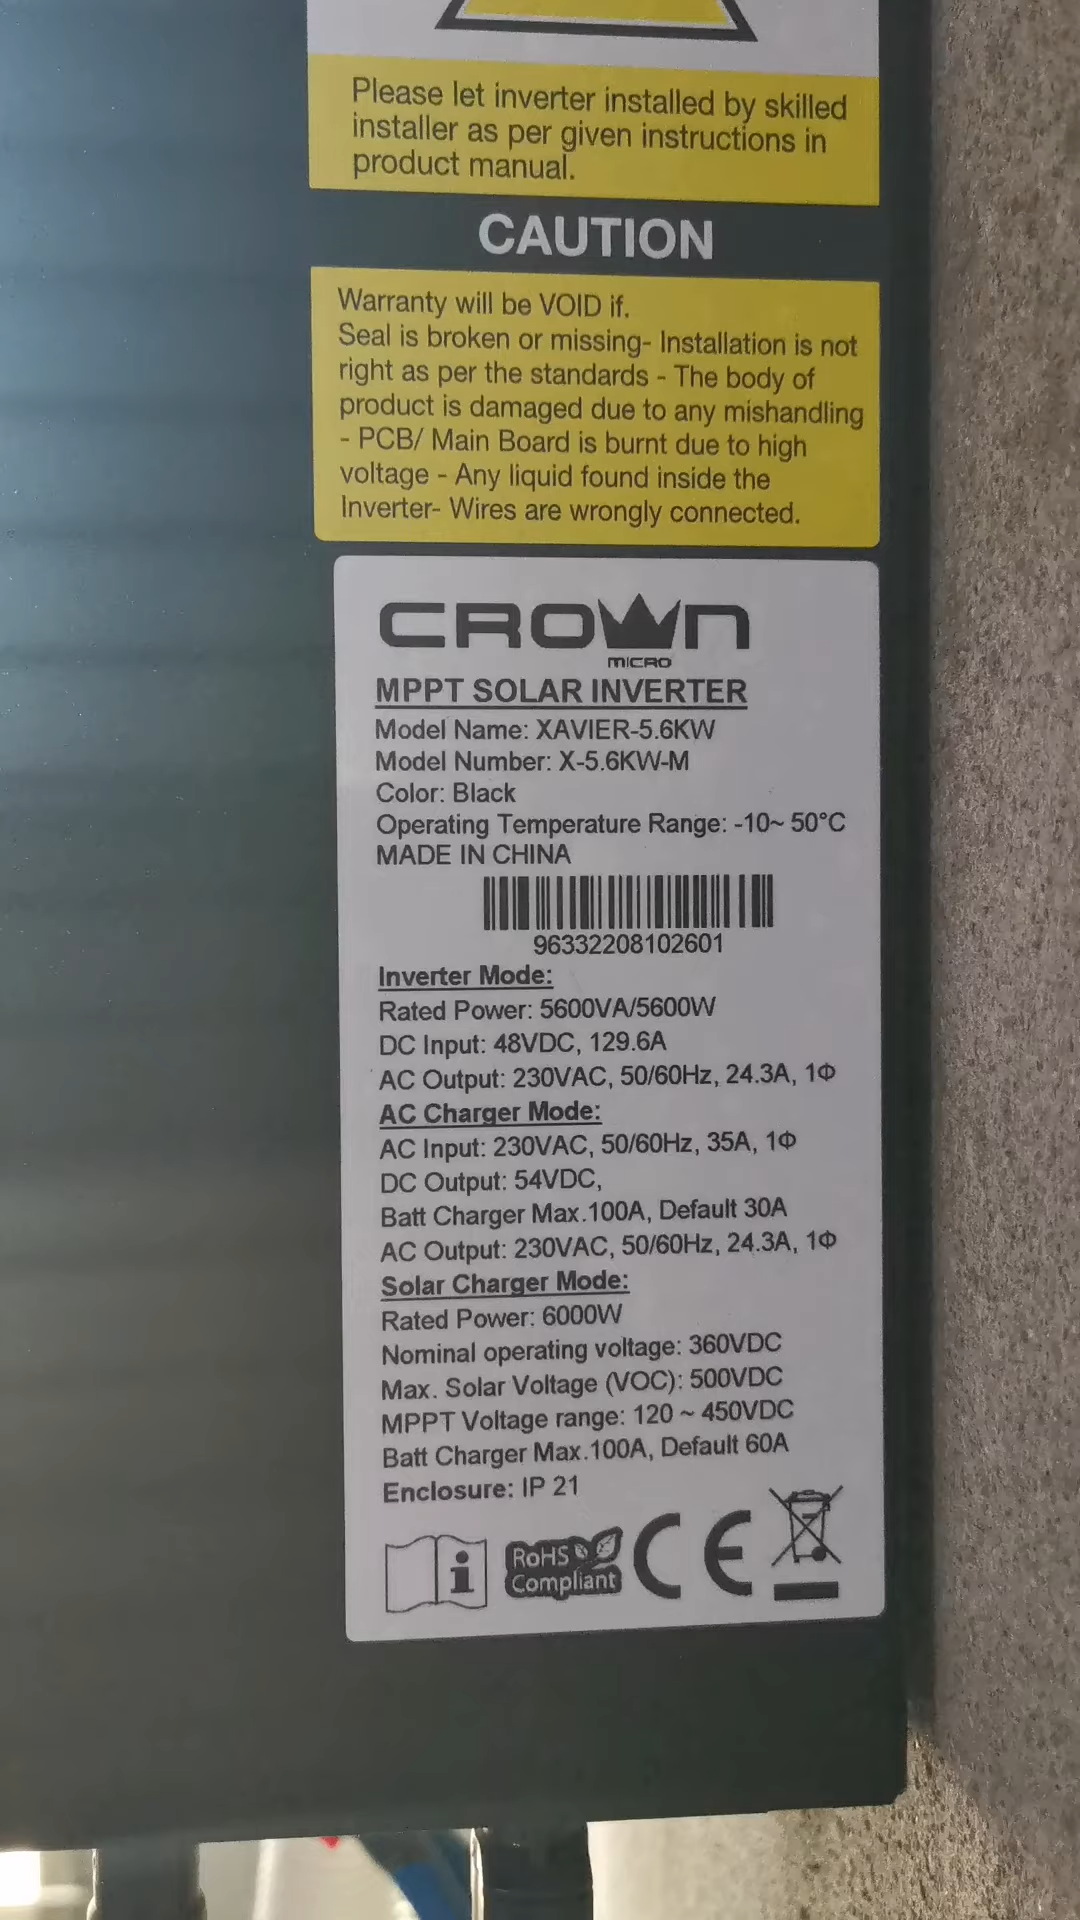 Please let inverter installed by skilled
installer as per given instructions in
product manual.
CAUTION
Warranty will be VOID if.
Seal is broken or missing- Installation is not
right as per the standards - The body of
product is damaged due to any mishandling
- PCB/ Main Board is burnt due to high
voltage - Any liquid found inside the
Inverter- Wires are wrongly connected.
CROWN
MICRO
MPPT SOLAR INVERTER
Model Name: XAVIER-5.6KW
Model Number: X-5.6KW-M
Color: Black
Operating Temperature Range: -10~ 50°C
MADE IN CHINA
96332208102601
Inverter Mode:
Rated Power: 5600VA/5600W
DC Input: 48VDC, 129.6A
AC Output: 230VAC, 50/60Hz, 24.3A, 1Φ
AC Charger Mode:
AC Input: 230VAC, 50/60Hz, 35A, 1Φ
DC Output: 54VDC,
Batt Charger Max.100A, Default 30A
AC Output: 230VAC, 50/60Hz, 24.3A, 1Φ
Solar Charger Mode:
Rated Power: 6000W
Nominal operating voltage: 360VDC
Max. Solar Voltage (VOC): 500VDC
MPPT Voltage range: 120 ~ 450VDC
Batt Charger Max.100A, Default 60A
Enclosure: IP 21
i
RoHS
Compliant
CE